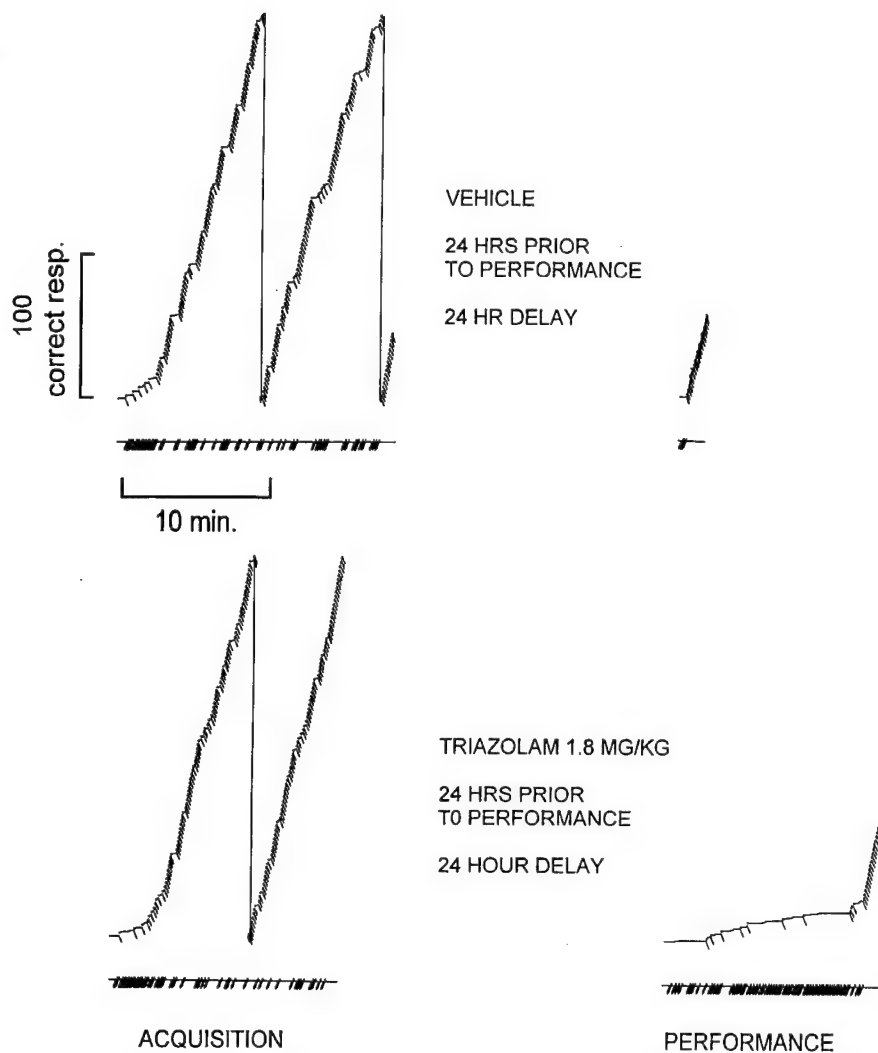 VEHICLE
24 HRS PRIOR
TO PERFORMANCE
24 HR DELAY
100
correct resp.
10 min.
TRIAZOLAM 1.8 MG/KG
24 HRS PRIOR
T0 PERFORMANCE
24 HOUR DELAY
ACQUISITION
PERFORMANCE